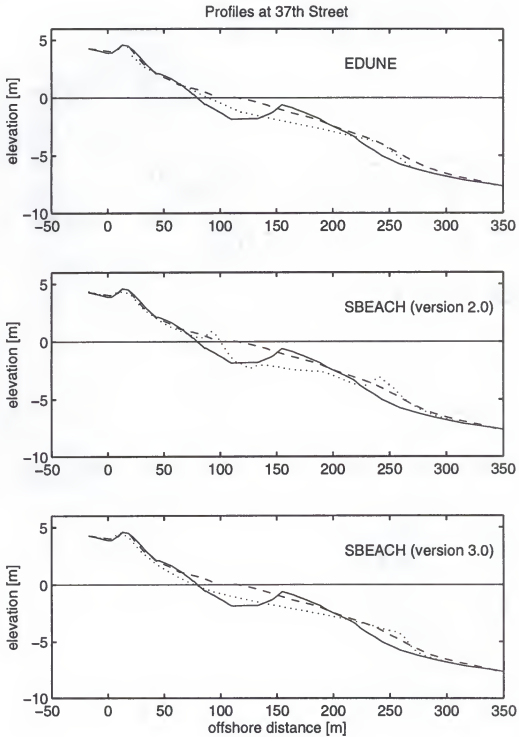 Profiles at 37th Street
5
0
−5
−10
elevation [m]
EDUNE
−50 0 50 100 150 200 250 300 350
5
0
−5
−10
elevation [m]
SBEACH (version 2.0)
−50 0 50 100 150 200 250 300 350
5
0
−5
−10
elevation [m]
SBEACH (version 3.0)
−50 0 50 100 150 200 250 300 350
offshore distance [m]